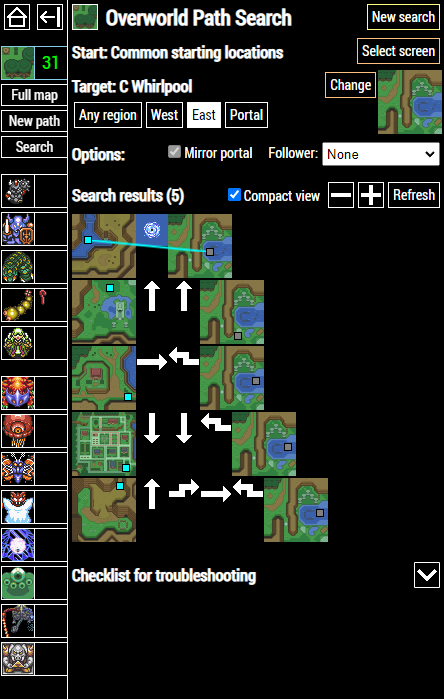 Overworld Path Search
New search
Start: Common starting locations
Select screen
31
Target: C Whirlpool
Change
Full map
Any region
West
East
Portal
New path
Search
Options:
Mirror portal
Follower:
None
Search results (5)
Compact view
Refresh
Checklist for troubleshooting